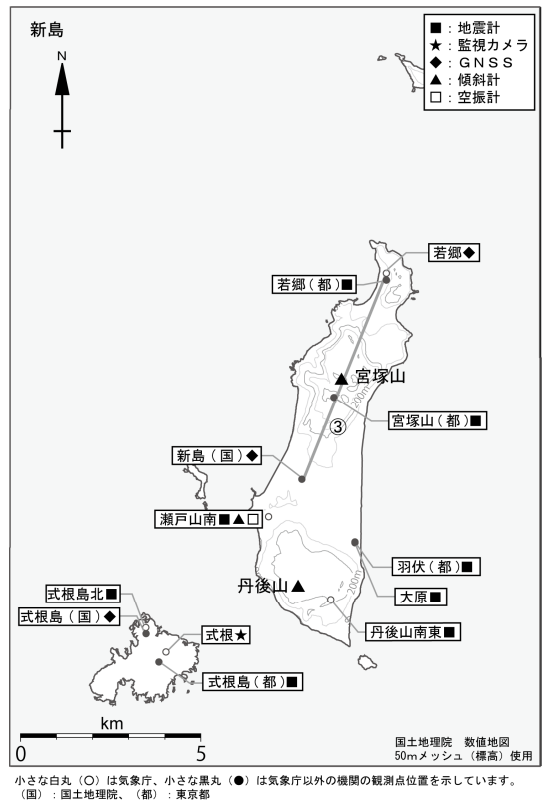 新島
N
■：地震計
★：監視カメラ
◆：ＧＮＳＳ
▲：傾斜計
□：空振計
若郷◆
若郷（都）■
宮塚山
200m
宮塚山（都）■
③
新島（国）◆
瀬戸山南■▲□
羽伏（都）■
200m
丹後山
大原■
式根島北■
式根島（国）◆
丹後山南東■
式根★
式根島（都）■
km
0 5
国土地理院 数値地図
50mメッシュ（標高）使用
小さな白丸（○）は気象庁、小さな黒丸（●）は気象庁以外の機関の観測点位置を示しています。
（国）：国土地理院、（都）：東京都